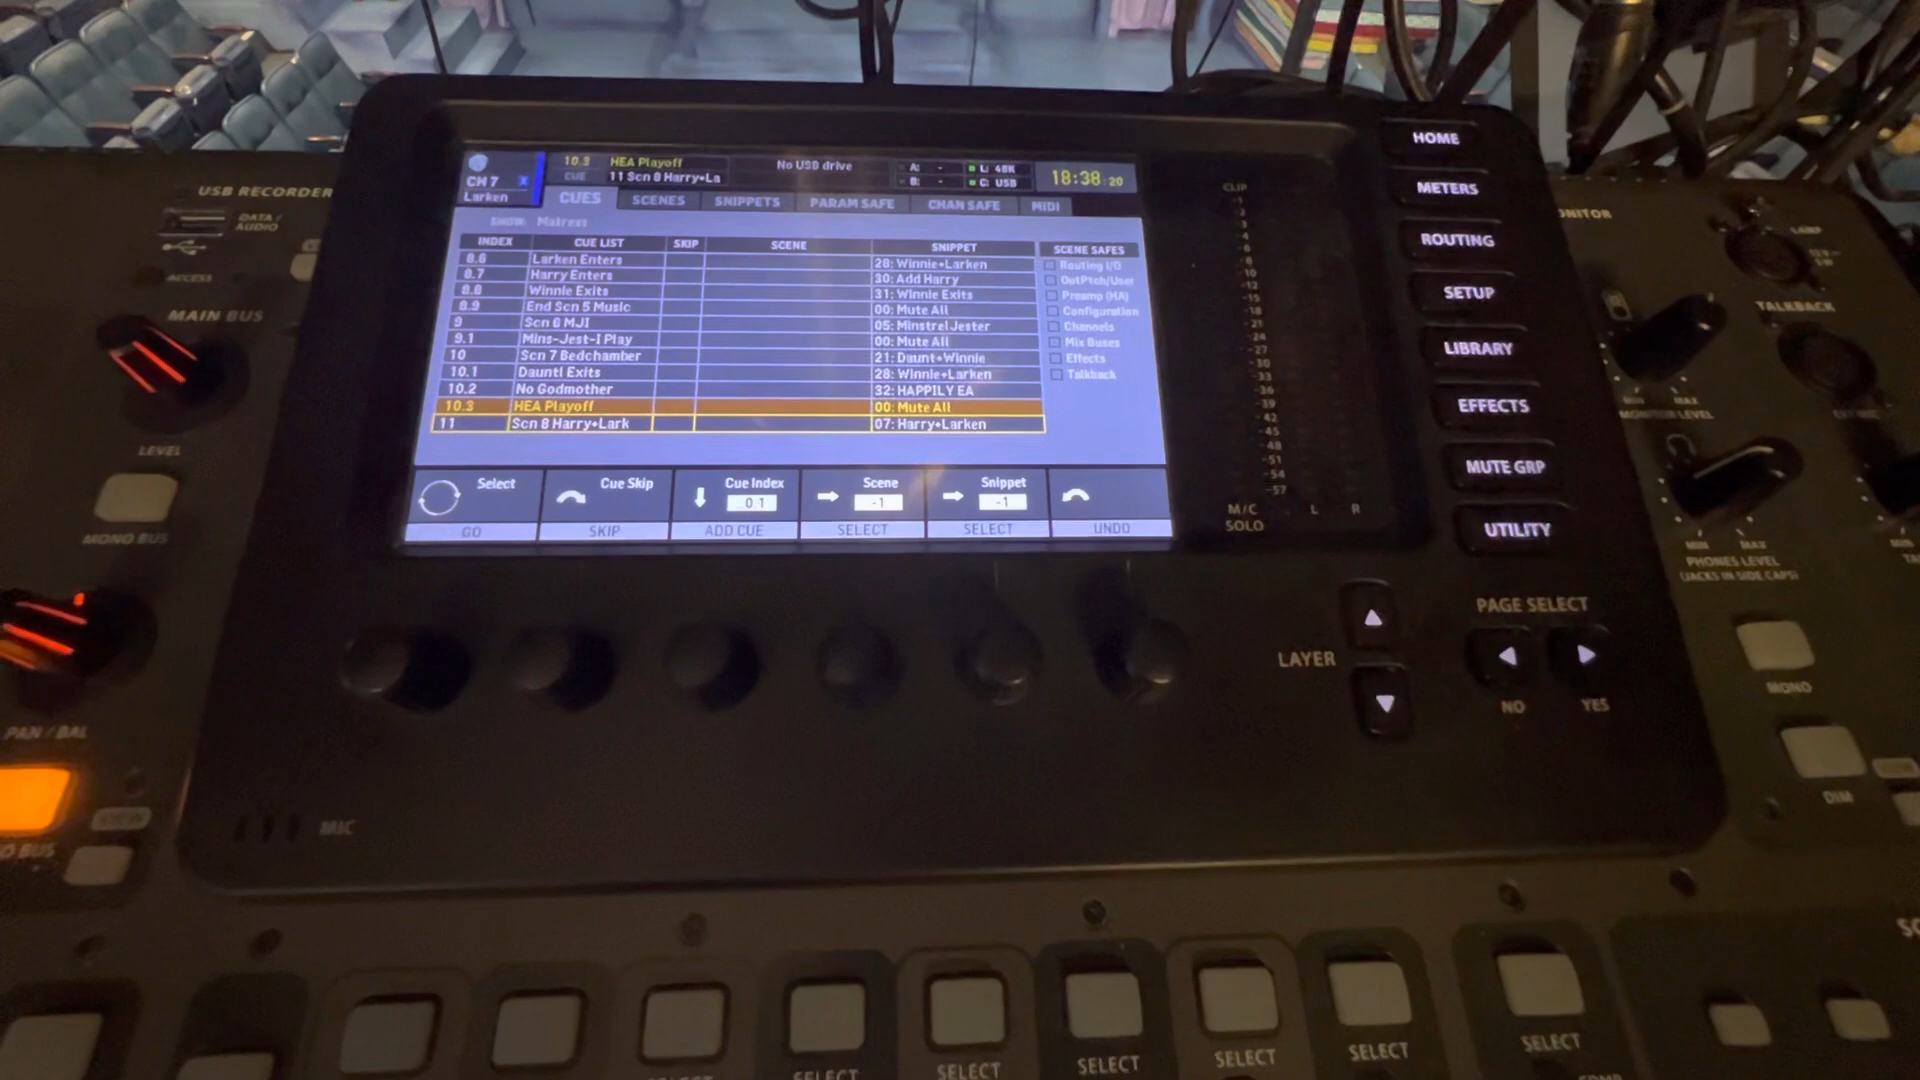 USB RECORDER
DATA /
AUDIO
ACCESS
MAIN BUS
LEVEL
MONO BUS
PAN / BAL
MIC
CH 7
X
Larken
10.3
HEA Playoff
CUE
11 Scn 8 Harry+La
No USB drive
A: -
L: 48K
B: -
C: USB
18:38:20
CUES
SCENES
SNIPPETS
PARAM SAFE
CHAN SAFE
MIDI
SHOW: Matress
INDEX CUE LIST SKIP SCENE SNIPPET
8.6 Larken Enters 28: Winnie+Larken
8.7 Harry Enters 30: Add Harry
8.8 Winnie Exits 31: Winnie Exits
8.9 End Scn 5 Music 00: Mute All
9 Scn 6 MJI 05: Minstrel Jester
9.1 Mins-Jest-I Play 00: Mute All
10 Scn 7 Bedchamber 21: Daunt+Winnie
10.1 Dauntl Exits 28: Winnie+Larken
10.2 No Godmother 32: HAPPILY EA
10.3 HEA Playoff 00: Mute All
11 Scn 8 Harry+Lark 07: Harry+Larken
SCENE SAFES
Routing I/O
OutPtch/User
Preamp (HA)
Configuration
Channels
Mix Buses
Effects
Talkback
Select
GO
Cue Skip
SKIP
Cue Index
0.1
ADD CUE
Scene
-1
SELECT
Snippet
-1
SELECT
UNDO
CLIP
-1
-2
-3
-4
-6
-8
-10
-12
-15
-18
-21
-24
-27
-30
-33
-36
-39
-42
-45
-48
-51
-54
-57
M/C
SOLO
L
R
HOME
METERS
ROUTING
SETUP
LIBRARY
EFFECTS
MUTE GRP
UTILITY
LAYER
PAGE SELECT
NO
YES
LAMP
TALKBACK
MIN
MAX
MONITOR LEVEL
MIN
MAX
PHONES LEVEL
(JACKS IN SIDE CAPS)
MONO
DIM
SELECT
SELECT
SELECT
SELECT
SELECT
SELECT
SELECT